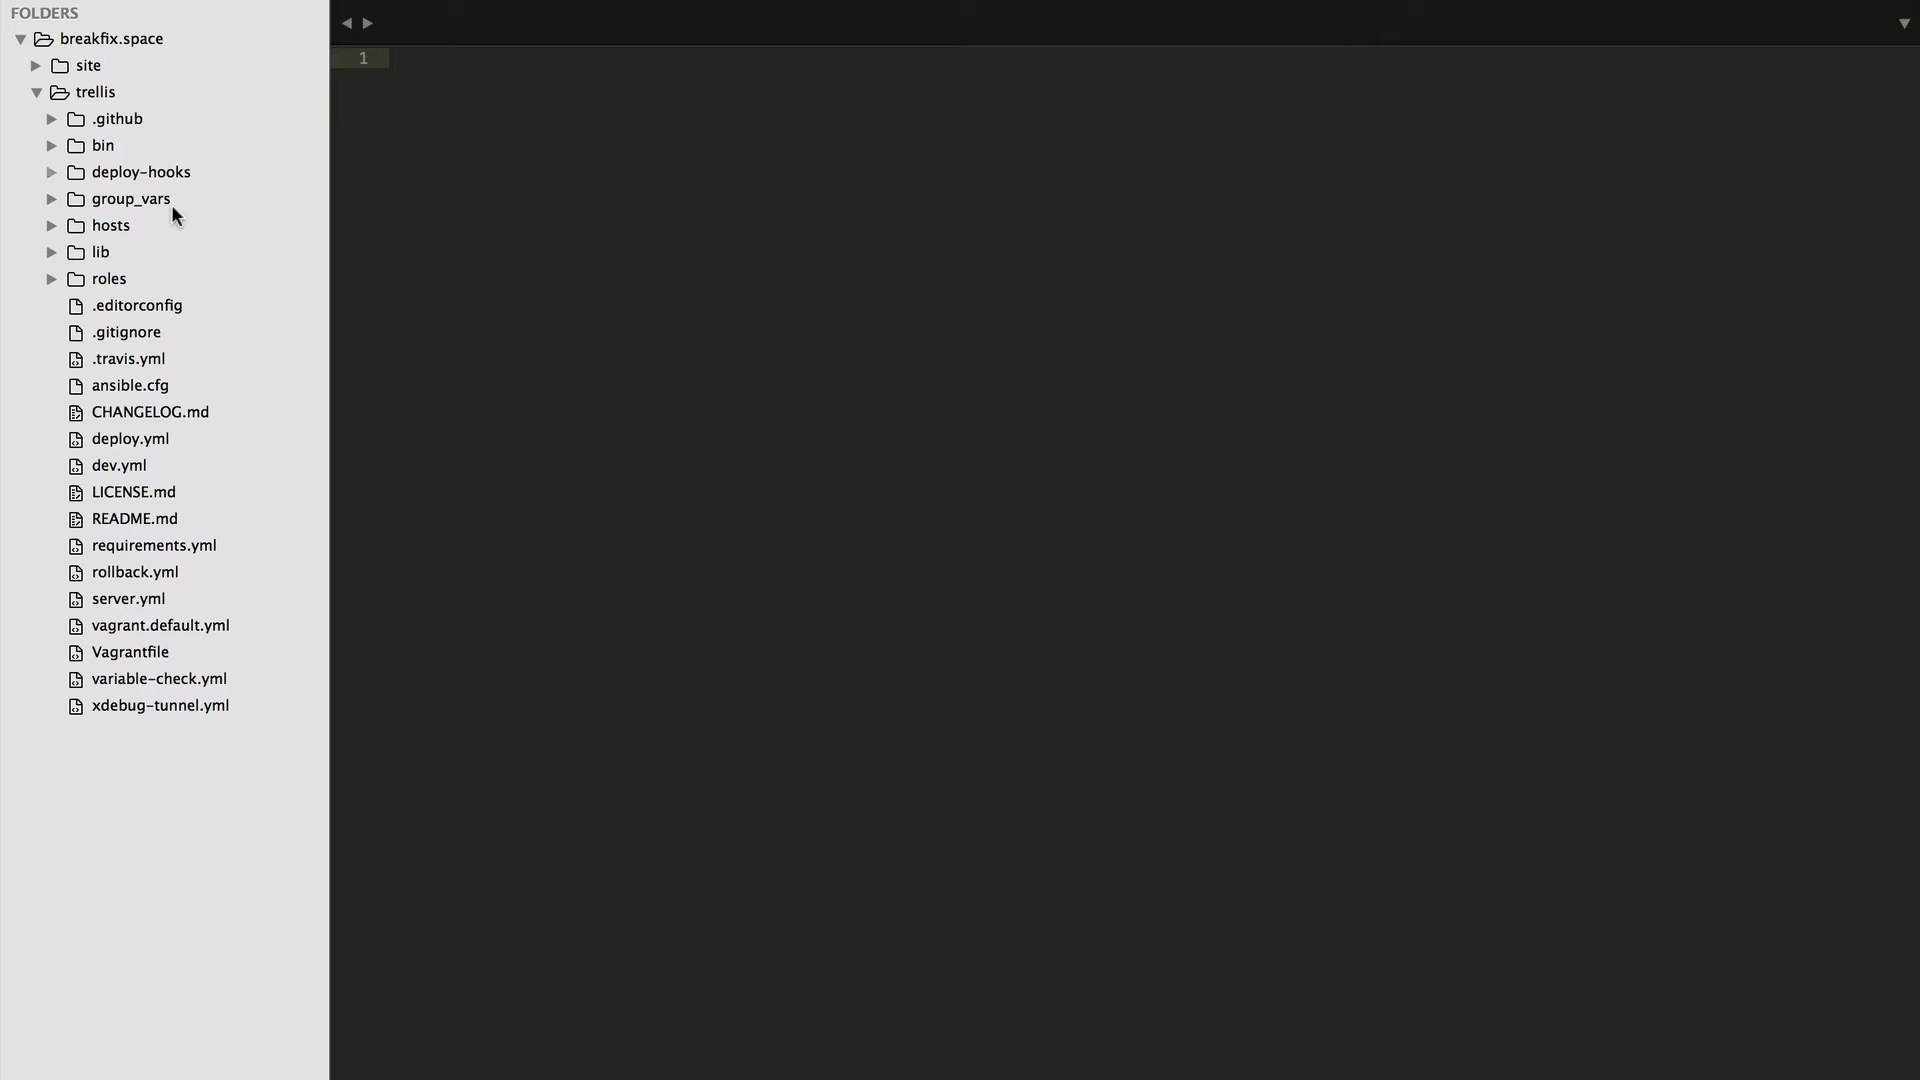 FOLDERS
breakfix.space
site
trellis
.github
bin
deploy-hooks
group_vars
hosts
lib
roles
.editorconfig
.gitignore
.travis.yml
ansible.cfg
CHANGELOG.md
deploy.yml
dev.yml
LICENSE.md
README.md
requirements.yml
rollback.yml
server.yml
vagrant.default.yml
Vagrantfile
variable-check.yml
xdebug-tunnel.yml
1